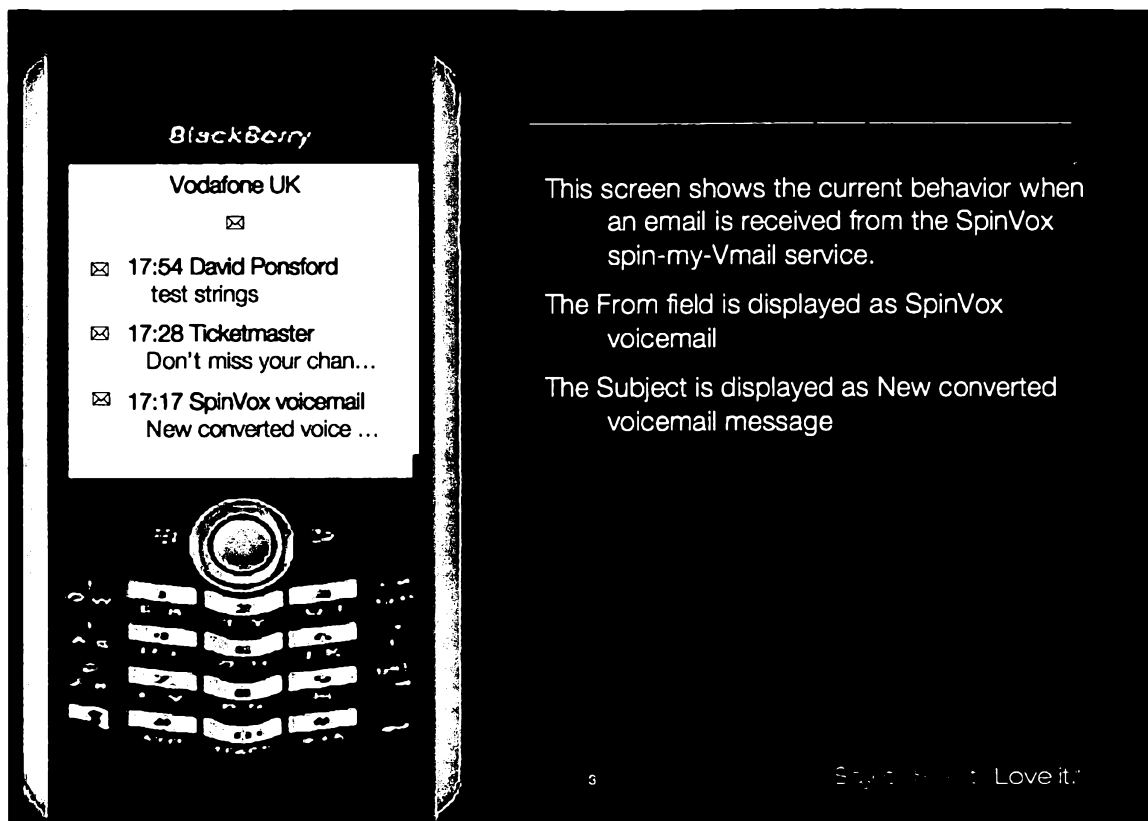 BlackBerry
Vodafone UK
17:54 David Ponsford
test strings
17:28 Ticketmaster
Don't miss your chan...
17:17 SpinVox voicemail
New converted voice ...
This screen shows the current behavior when
an email is received from the SpinVox
spin-my-Vmail service.
The From field is displayed as SpinVox
voicemail
The Subject is displayed as New converted
voicemail message
3
Love it.